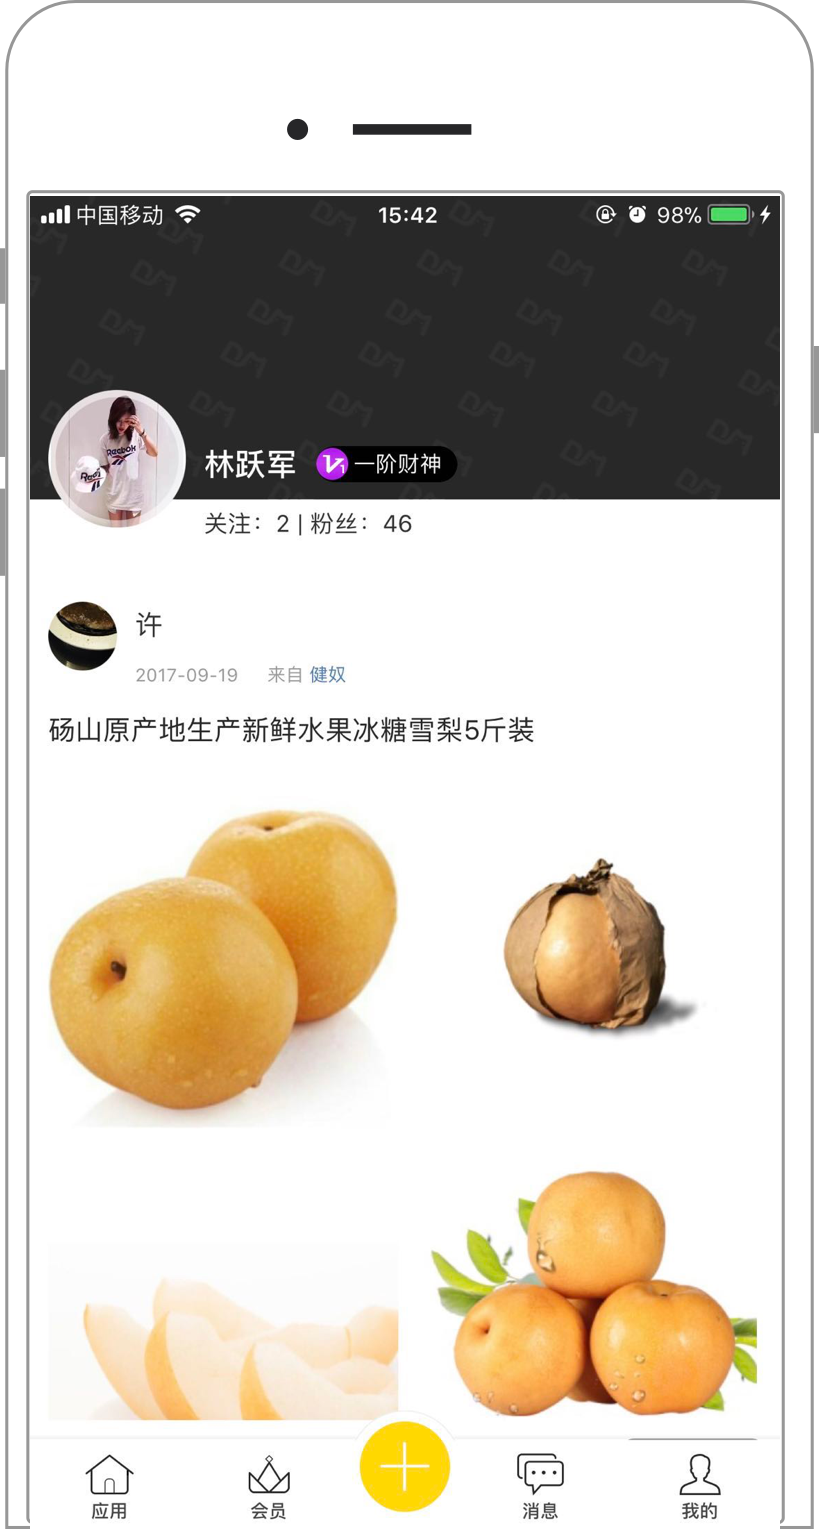 中国移动 15:42 98%
Reebok
林跃军 V1 一阶财神
关注：2 | 粉丝：46
许
2017-09-19 来自 健奴
砀山原产地生产新鲜水果冰糖雪梨5斤装
应用 会员 消息 我的